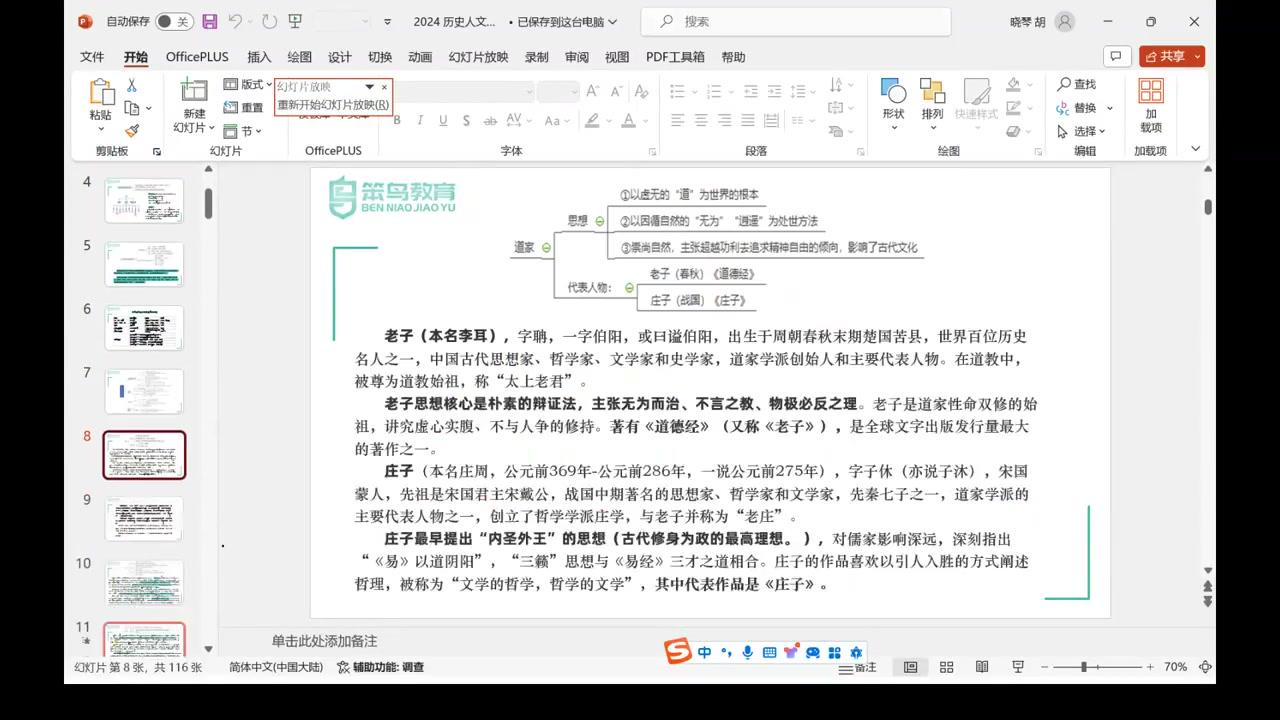 自动保存 关 2024 历史人文... • 已保存到这台电脑 搜索 晓琴 胡
文件 开始 OfficePLUS 插入 绘图 设计 切换 动画 幻灯片放映 录制 审阅 视图 PDF工具箱 帮助 共享
粘贴
剪贴板
新建
幻灯片
版式
重置
节
幻灯片
幻灯片放映
重新开始幻灯片放映(R)
OfficePLUS
字体
段落
形状
排列
快速样式
绘图
查找
替换
选择
编辑
加
载项
加载项
4
5
6
7
8
9
10
11
笨鸟教育
BEN NIAO JIAO YU
①以虚无的“道”为世界的根本
思想
②以因循自然的“无为”“逍遥”为处世方法
道家
③崇尚自然，主张超越功利去追求精神自由的倾向，影响了古代文化
老子（春秋）《道德经》
代表人物：
庄子（战国）《庄子》
老子（本名李耳），字聃，一字伯阳，或曰谥伯阳，出生于周朝春秋末期楚国苦县，世界百位历史
名人之一，中国古代思想家、哲学家、文学家和史学家，道家学派创始人和主要代表人物。在道教中，
被尊为道教始祖，称“太上老君”。
老子思想核心是朴素的辩证法，主张无为而治、不言之教、物极必反之理。老子是道家性命双修的始
祖，讲究虚心实腹、不与人争的修持。著有《道德经》（又称《老子》），是全球文字出版发行量最大
的著作之一。
庄子（本名庄周，公元前369年-公元前286年，一说公元前275年），字子休（亦说子沐），宋国
蒙人，先祖是宋国君主宋戴公，战国中期著名的思想家、哲学家和文学家，先秦七子之一，道家学派的
主要代表人物之一，创立了哲学学派庄学，与老子并称为“老庄”。
庄子最早提出“内圣外王”的思想（古代修身为政的最高理想。），对儒家影响深远，深刻指出
“《易》以道阴阳”，“三籁”思想与《易经》三才之道相合。庄子的作品喜欢以引人入胜的方式阐述
哲理，被称为“文学的哲学，哲学的文学”，其中代表作品是《庄子》。
单击此处添加备注
中
幻灯片 第 8 张，共 116 张 简体中文(中国大陆) 辅助功能: 调查 备注 70%